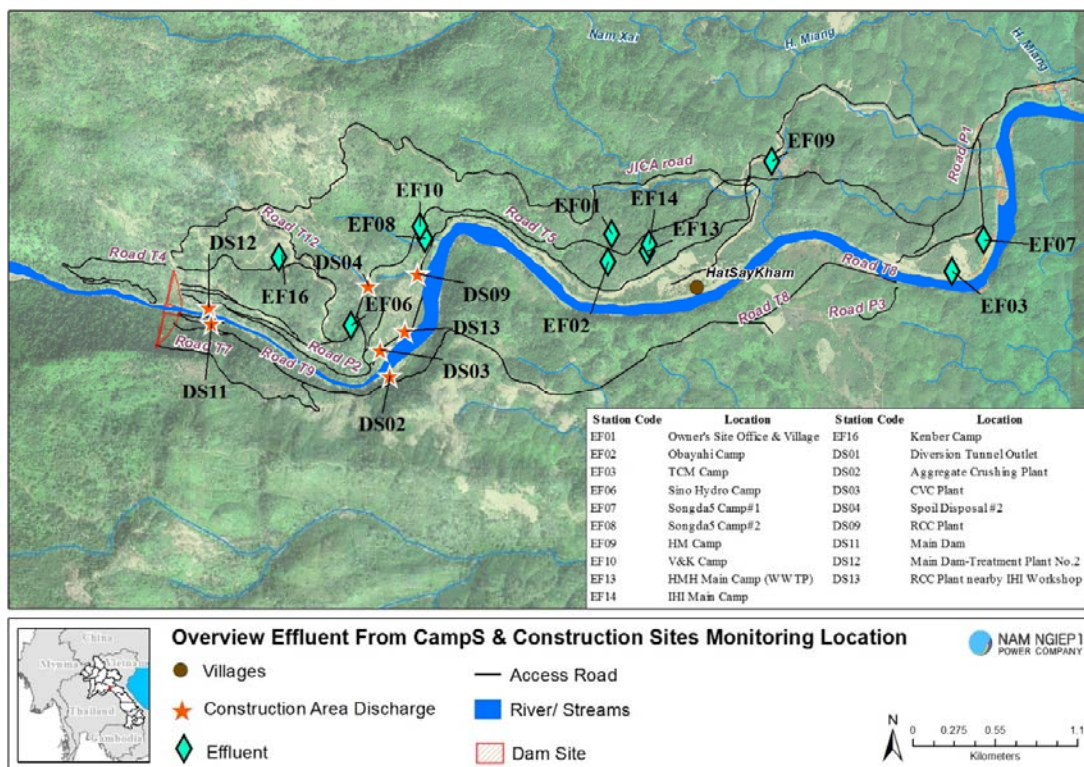 Nam Xai
H. Miang
H. Miang
EF09
Road P1
JICA road
EF14
EF10
EF01
EF08
Road T5
EF13
DS12
Road T12
DS04
Road T4
EF07
HatSayKham
Road T8
EF16
EF06
DS09
EF03
EF02
Road T8
Road P3
DS13
Road T7
Road P2
Road T9
DS03
DS11
DS02
Station Code Location Station Code Location
EF01 Owner's Site Office & Village EF16 Kenber Camp
EF02 Obayahi Camp DS01 Diversion Tunnel Outlet
EF03 TCM Camp DS02 Aggregate Crushing Plant
EF06 Sino Hydro Camp DS03 CVC Plant
EF07 Songda5 Camp#1 DS04 Spoil Disposal #2
EF08 Songda5 Camp#2 DS09 RCC Plant
EF09 HM Camp DS11 Main Dam
EF10 V&K Camp DS12 Main Dam-Treatment Plant No.2
EF13 HMH Main Camp (WWTP) DS13 RCC Plant nearby IHI Workshop
EF14 IHI Main Camp
Overview Effluent From CampS & Construction Sites Monitoring Location
NAM NGIEP1
POWER COMPANY
China
Vietnam
Thailand
Cambodia
Villages
Access Road
Construction Area Discharge
River/ Streams
Effluent
Dam Site
N
0 0.275 0.55 1.1
Kilometers